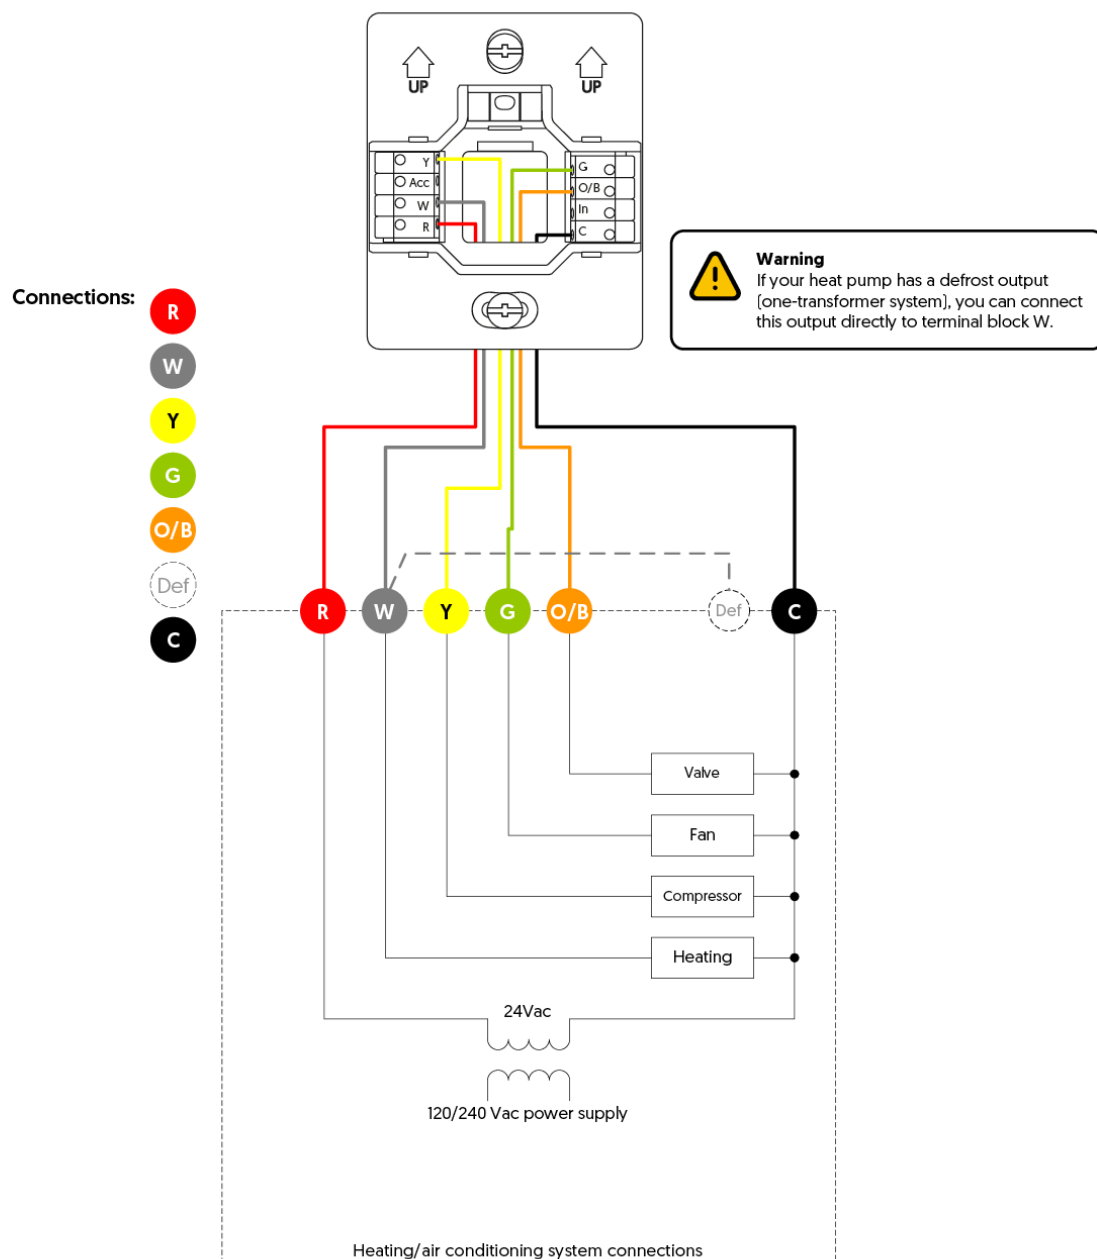 UP
UP
Y
Acc
W
R
G
O/B
In
C
Warning
If your heat pump has a defrost output
(one-transformer system), you can connect
this output directly to terminal block W.
Connections:
R
W
Y
G
O/B
Def
C
R
W
Y
G
O/B
Def
C
Valve
Fan
Compressor
Heating
24Vac
120/240 Vac power supply
Heating/air conditioning system connections